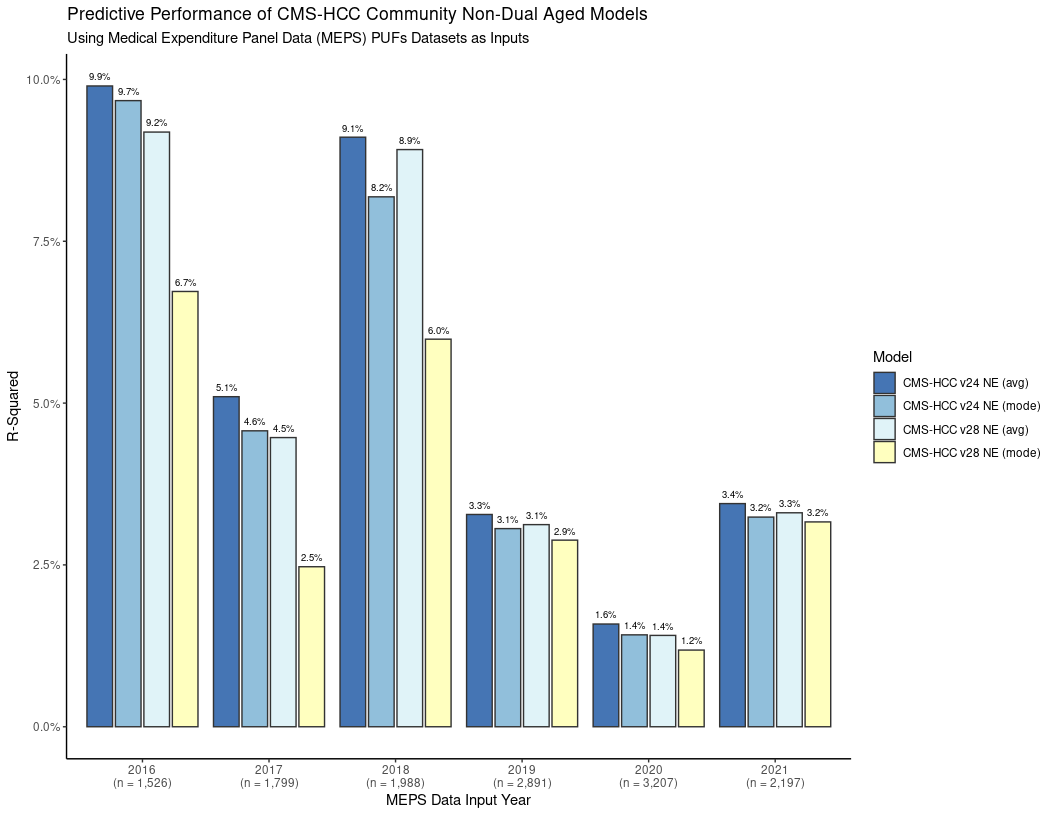 Predictive Performance of CMS-HCC Community Non-Dual Aged Models
Using Medical Expenditure Panel Data (MEPS) PUFs Datasets as Inputs
R-Squared
10.0%
7.5%
5.0%
2.5%
0.0%
9.9%
9.7%
9.2%
6.7%
5.1%
4.6%
4.5%
2.5%
9.1%
8.2%
8.9%
6.0%
3.3%
3.1%
3.1%
2.9%
1.6%
1.4%
1.4%
1.2%
3.4%
3.2%
3.3%
3.2%
2016
(n = 1,526)
2017
(n = 1,799)
2018
(n = 1,988)
2019
(n = 2,891)
2020
(n = 3,207)
2021
(n = 2,197)
MEPS Data Input Year
Model
CMS-HCC v24 NE (avg)
CMS-HCC v24 NE (mode)
CMS-HCC v28 NE (avg)
CMS-HCC v28 NE (mode)